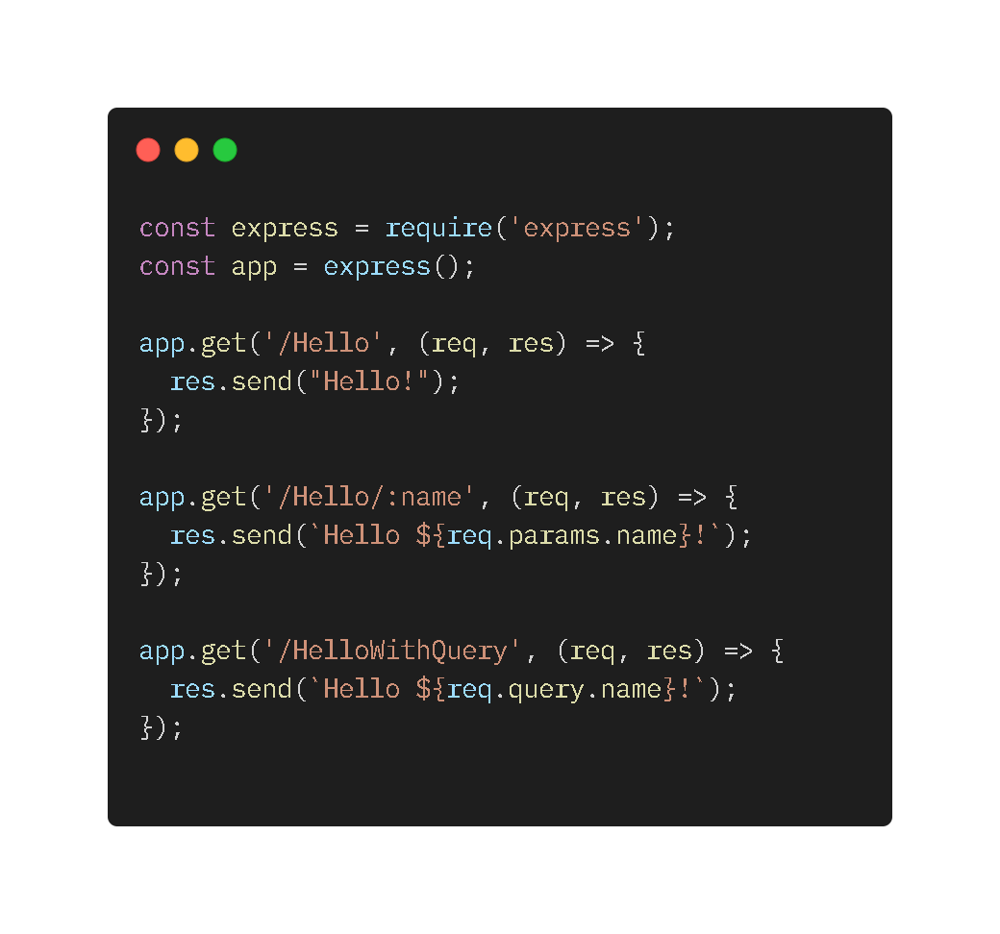 const express = require('express');
const app = express();

app.get('/Hello', (req, res) => {
  res.send("Hello!");
});

app.get('/Hello/:name', (req, res) => {
  res.send(`Hello ${req.params.name}!`);
});

app.get('/HelloWithQuery', (req, res) => {
  res.send(`Hello ${req.query.name}!`);
});